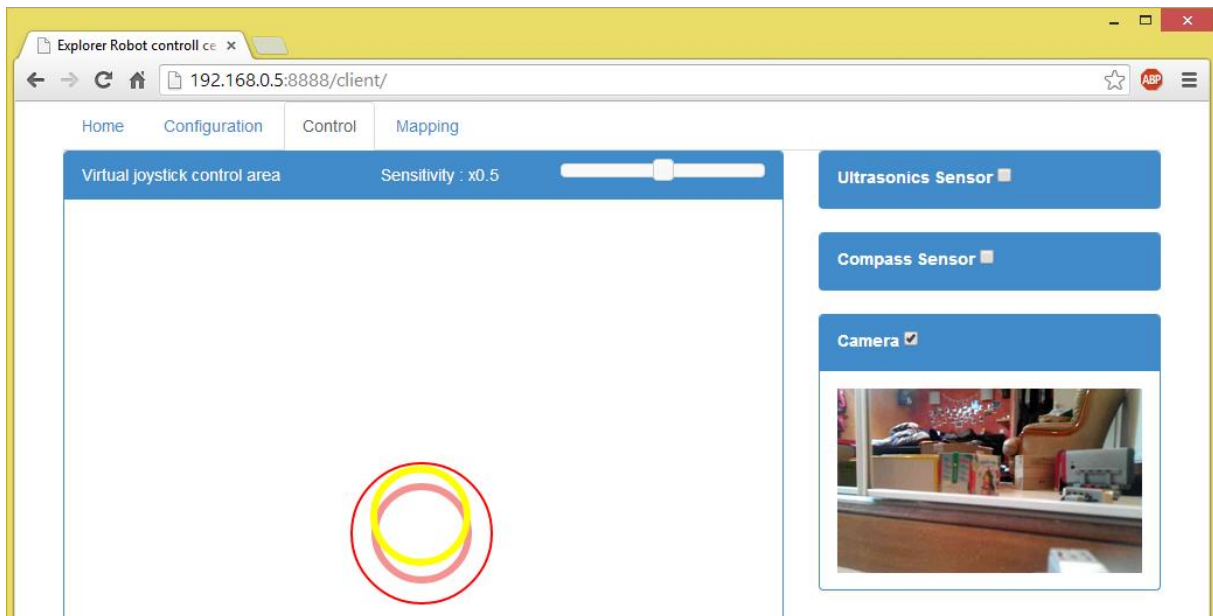 Explorer Robot controll ce
192.168.0.5:8888/client/
ABP
Home Configuration Control Mapping
Virtual joystick control area Sensitivity : x0.5
Ultrasonics Sensor
Compass Sensor
Camera